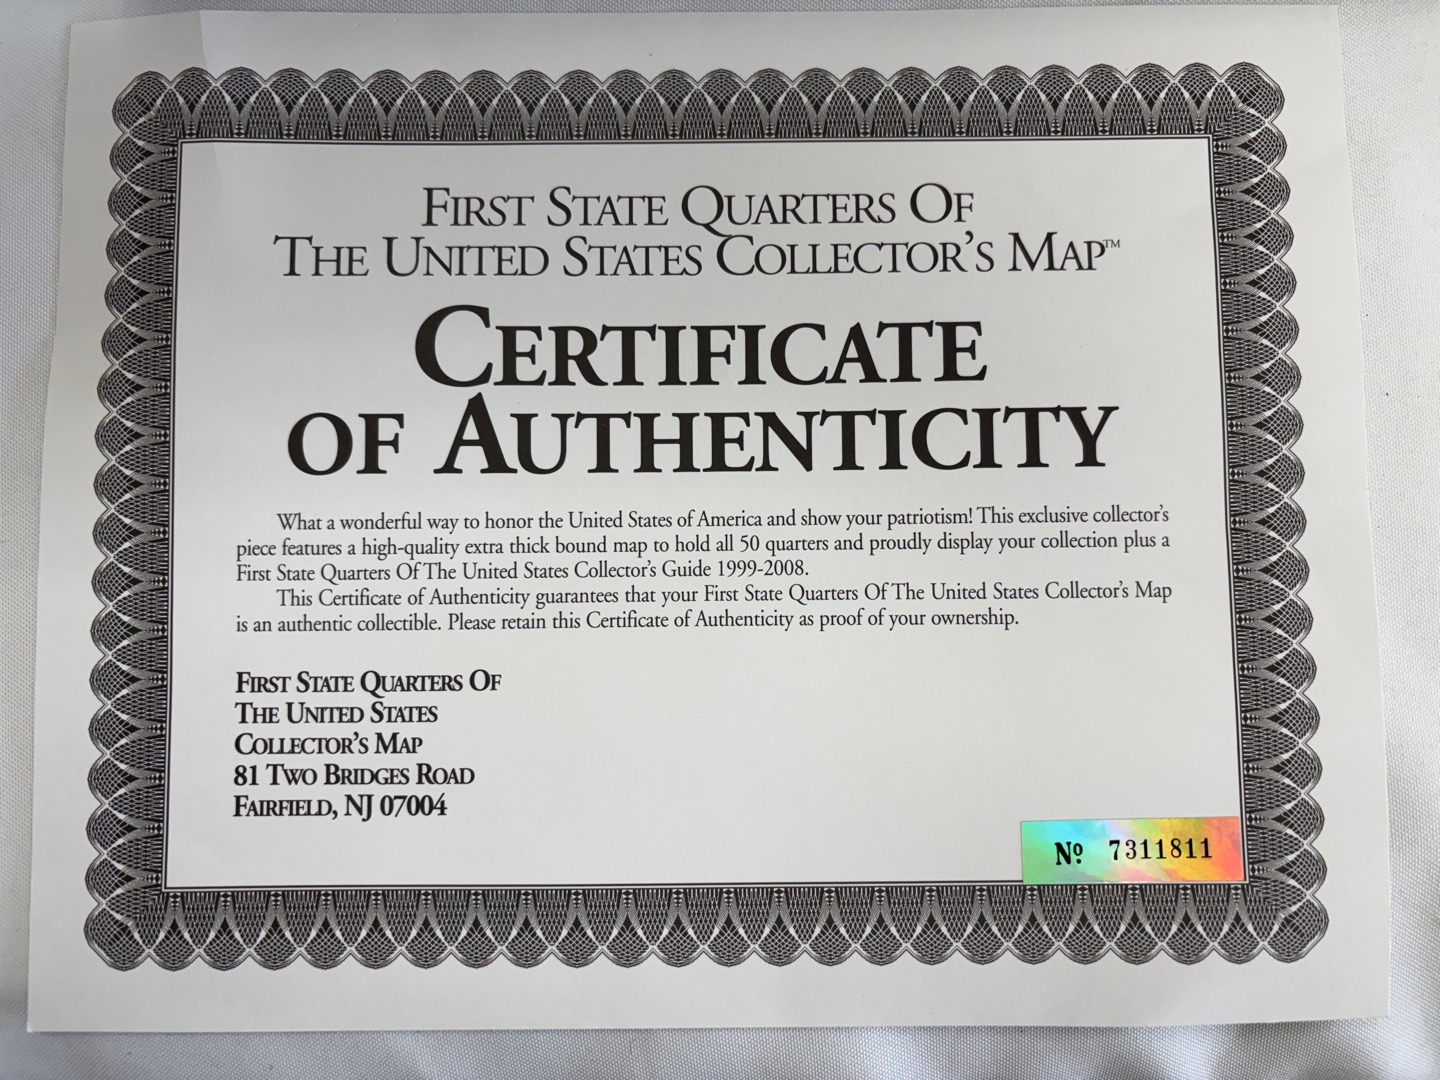 FIRST STATE QUARTERS OF
THE UNITED STATES COLLECTOR'S MAP™
CERTIFICATE
OF AUTHENTICITY
What a wonderful way to honor the United States of America and show your patriotism! This exclusive collector's
piece features a high-quality extra thick bound map to hold all 50 quarters and proudly display your collection plus a
First State Quarters Of The United States Collector's Guide 1999-2008.
This Certificate of Authenticity guarantees that your First State Quarters Of The United States Collector's Map
is an authentic collectible. Please retain this Certificate of Authenticity as proof of your ownership.
FIRST STATE QUARTERS OF
THE UNITED STATES
COLLECTOR'S MAP
81 TWO BRIDGES ROAD
FAIRFIELD, NJ 07004
Nº 7311811